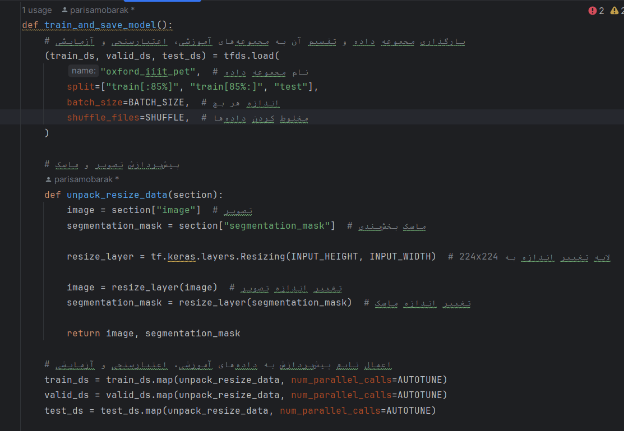 1 usage parisamobarak *
def train_and_save_model():
# بارگذاری مجموعه داده و تقسیم آن به مجموعه‌های آموزشی، اعتبارسنجی و آزمایشی
(train_ds, valid_ds, test_ds) = tfds.load(
name: "oxford_iiit_pet", # نام مجموعه داده
split=["train[:85%]", "train[85%:]", "test"],
batch_size=BATCH_SIZE, # اندازه هر بچ
shuffle_files=SHUFFLE, # مخلوط کردن داده‌ها
)
# پیش‌پردازش تصویر و ماسک
parisamobarak *
def unpack_resize_data(section):
image = section["image"] # تصویر
segmentation_mask = section["segmentation_mask"] # ماسک بخش‌بندی
resize_layer = tf.keras.layers.Resizing(INPUT_HEIGHT, INPUT_WIDTH) # لایه تغییر اندازه به 224x224
image = resize_layer(image) # تغییر اندازه تصویر
segmentation_mask = resize_layer(segmentation_mask) # تغییر اندازه ماسک
return image, segmentation_mask
# اعمال تابع پیش‌پردازش به داده‌های آموزشی، اعتبارسنجی و آزمایشی
train_ds = train_ds.map(unpack_resize_data, num_parallel_calls=AUTOTUNE)
valid_ds = valid_ds.map(unpack_resize_data, num_parallel_calls=AUTOTUNE)
test_ds = test_ds.map(unpack_resize_data, num_parallel_calls=AUTOTUNE)